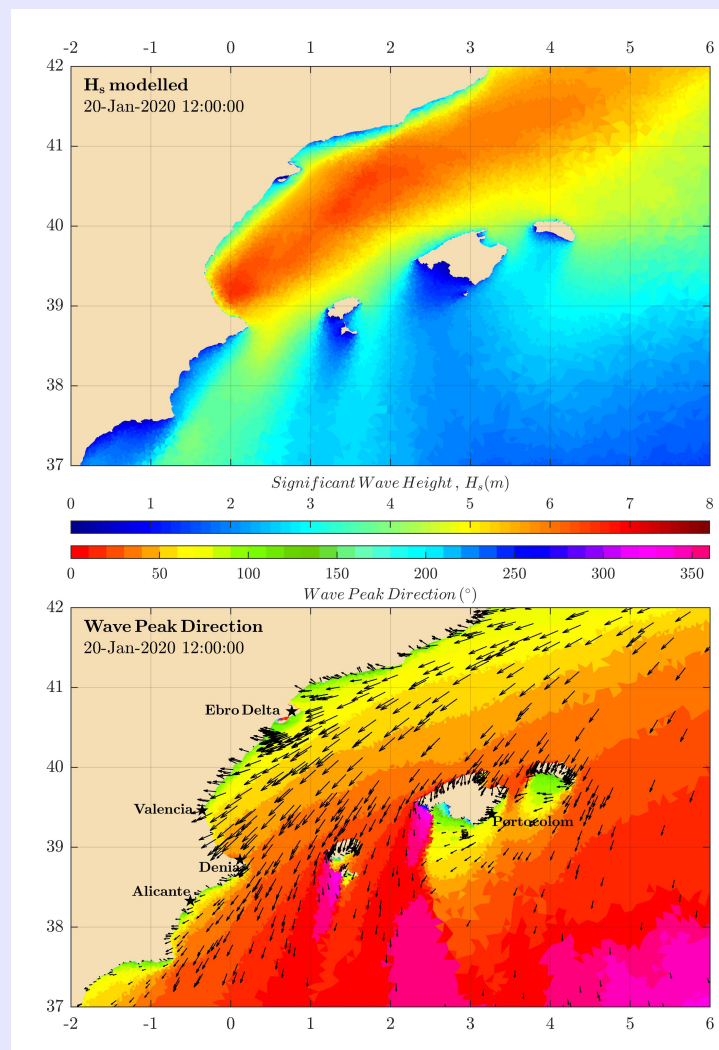 -2 -1 0 1 2 3 4 5 6
42
H_s modelled
20-Jan-2020 12:00:00
41
40
39
38
37
Significant Wave Height , H_s(m)
0 1 2 3 4 5 6 7 8
0 50 100 150 200 250 300 350
Wave Peak Direction (°)
42
Wave Peak Direction
20-Jan-2020 12:00:00
41
Ebro Delta
40
Valencia
Portocolom
39
Denia
Alicante
38
37
-2 -1 0 1 2 3 4 5 6